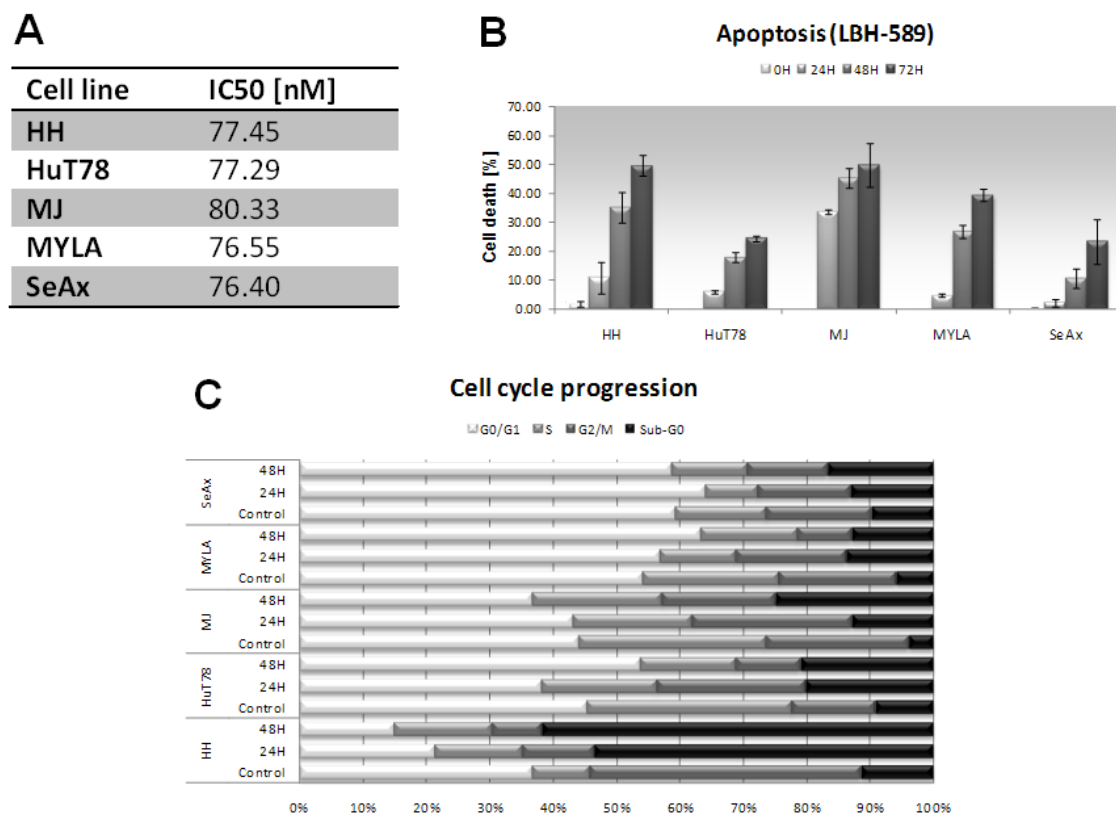 A
Cell line IC50 [nM]
HH 77.45
HuT78 77.29
MJ 80.33
MYLA 76.55
SeAx 76.40
B
Apoptosis (LBH-589)
0H 24H 48H 72H
Cell death [%]
70.00
60.00
50.00
40.00
30.00
20.00
10.00
0.00
HH HuT78 MJ MYLA SeAx
C
Cell cycle progression
G0/G1 S G2/M Sub-G0
SeAx
48H
24H
Control
MYLA
48H
24H
Control
MJ
48H
24H
Control
HuT78
48H
24H
Control
HH
48H
24H
Control
0% 10% 20% 30% 40% 50% 60% 70% 80% 90% 100%